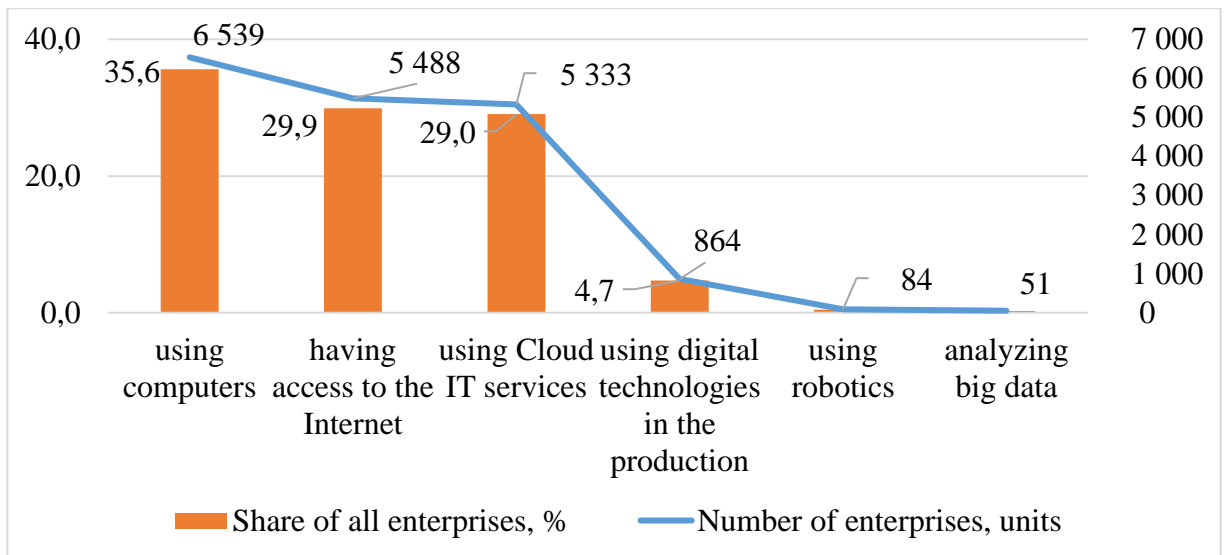 40,0
20,0
0,0
7 000
6 000
5 000
4 000
3 000
2 000
1 000
0
6 539
5 488
5 333
864
84
51
35,6
29,9
29,0
4,7
using
computers
having
access to the
Internet
using Cloud
IT services
using digital
technologies
in the
production
using
robotics
analyzing
big data
Share of all enterprises, %
Number of enterprises, units